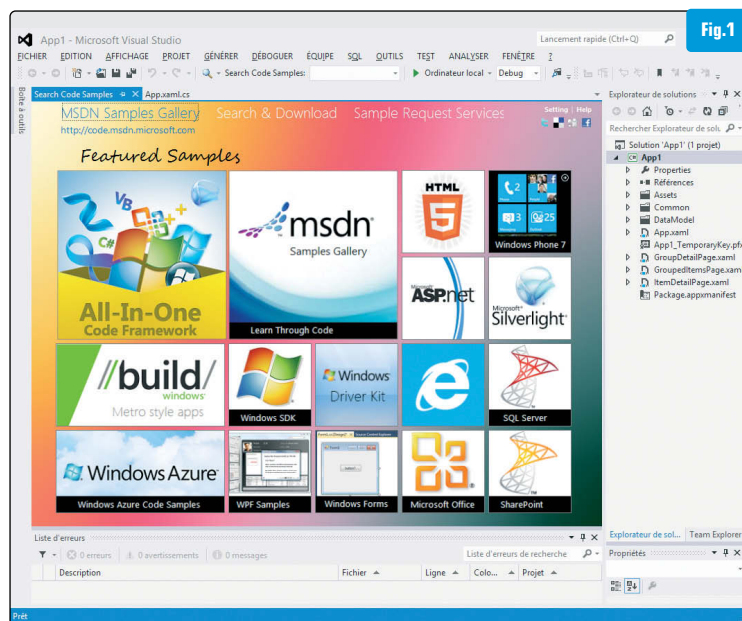 Fig.1
App1 - Microsoft Visual Studio
Lancement rapide (Ctrl+Q)
FICHIER EDITION AFFICHAGE PROJET GÉNÉRER DÉBOGUER ÉQUIPE SQL OUTILS TEST ANALYSER FENÊTRE ?
Search Code Samples: Ordinateur local Debug
Boîte à outils
Search Code Samples App.xaml.cs
MSDN Samples Gallery Search & Download Sample Request Services Setting | Help
http://code.msdn.microsoft.com
Featured Samples
VB
C#
All-In-One
Code Framework
msdn
Samples Gallery
Learn Through Code
HTML
5
2
3 25
Windows Phone 7
Microsoft
ASP.net
Microsoft
Silverlight
//build/
windows
Metro style apps
Windows SDK
Windows
Driver Kit
SQL Server
Windows Azure
Windows Azure Code Samples
WPF Samples
Windows Forms
Microsoft Office
SharePoint
Explorateur de solutions
Rechercher Explorateur de solu
Solution 'App1' (1 projet)
C# App1
Properties
Références
Assets
Common
DataModel
App.xaml
App1_TemporaryKey.pfx
GroupDetailPage.xaml
GroupedItemsPage.xam
ItemDetailPage.xaml
Package.appxmanifest
Explorateur de sol... Team Explorer
Propriétés
Liste d'erreurs
0 erreurs 0 avertissements 0 messages
Liste d'erreurs de recherche
Description Fichier Ligne Colo... Projet
Prêt